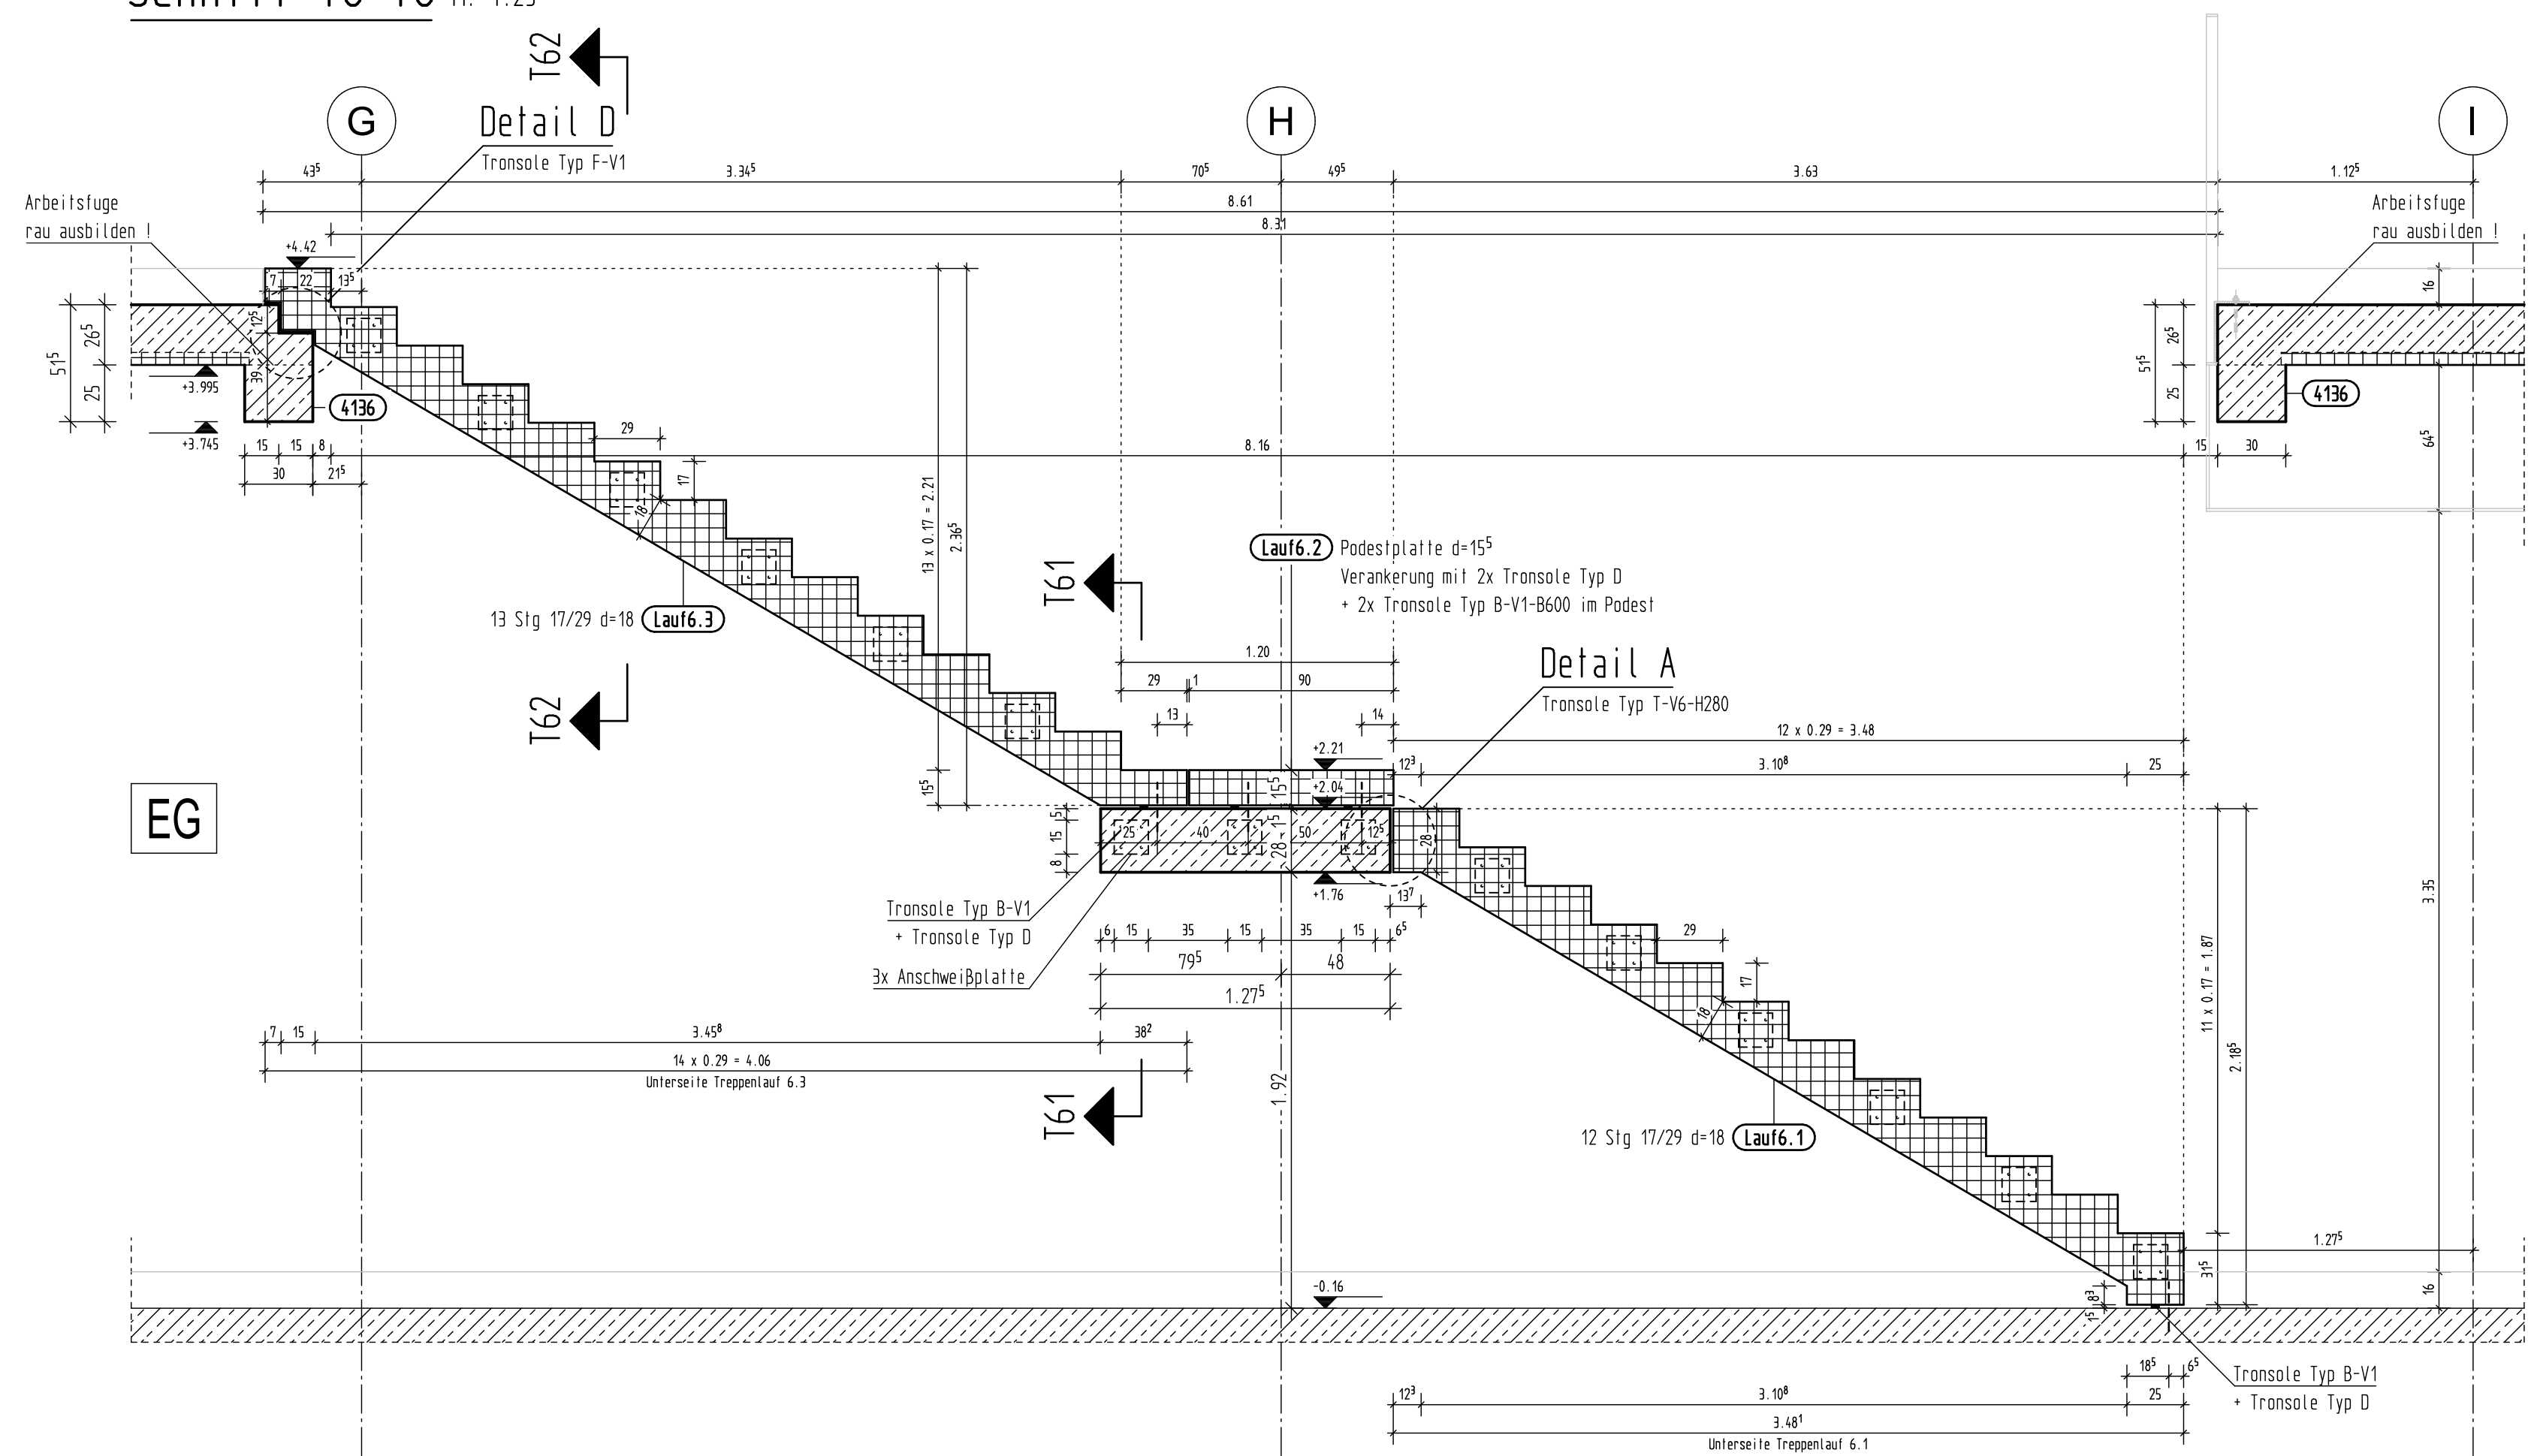 T62
G
H
I
Detail D
Tronsole Typ F-V1
43⁵
3.34⁵
70⁵
49⁵
3.63
1.12⁵
8.61
8.31
Arbeitsfuge
rau ausbilden !
Arbeitsfuge
rau ausbilden !
+4.42
7
22
13⁵
12⁵
39
51⁵
26⁵
25
+3.995
+3.745
4136
15
15
8
30
21⁵
29
17
18
8.16
15
30
51⁵
26⁵
25
4136
16
64⁵
13 x 0.17 = 2.21
2.36⁵
15⁵
Lauf6.2
Podestplatte d=15⁵
Verankerung mit 2x Tronsole Typ D
+ 2x Tronsole Typ B-V1-B600 im Podest
T61
13 Stg 17/29 d=18
Lauf6.3
T62
1.20
29
1
90
13
14
Detail A
Tronsole Typ T-V6-H280
12 x 0.29 = 3.48
12³
3.10⁸
25
+2.21
15⁵
+2.04
1⁵
28
+1.76
EG
5
15
8
25
40
50
12⁵
28
13⁷
Tronsole Typ B-V1
+ Tronsole Typ D
3x Anschweißplatte
6
15
35
15
35
15
6⁵
79⁵
48
1.27⁵
29
17
18
3.35
11 x 0.17 = 1.87
2.18⁵
7
15
3.45⁸
38²
14 x 0.29 = 4.06
Unterseite Treppenlauf 6.3
T61
1.92
12 Stg 17/29 d=18
Lauf6.1
1.27⁵
31⁵
16
8³
1⁵
-0.16
18⁵
6⁵
12³
3.10⁸
25
3.48¹
Unterseite Treppenlauf 6.1
Tronsole Typ B-V1
+ Tronsole Typ D